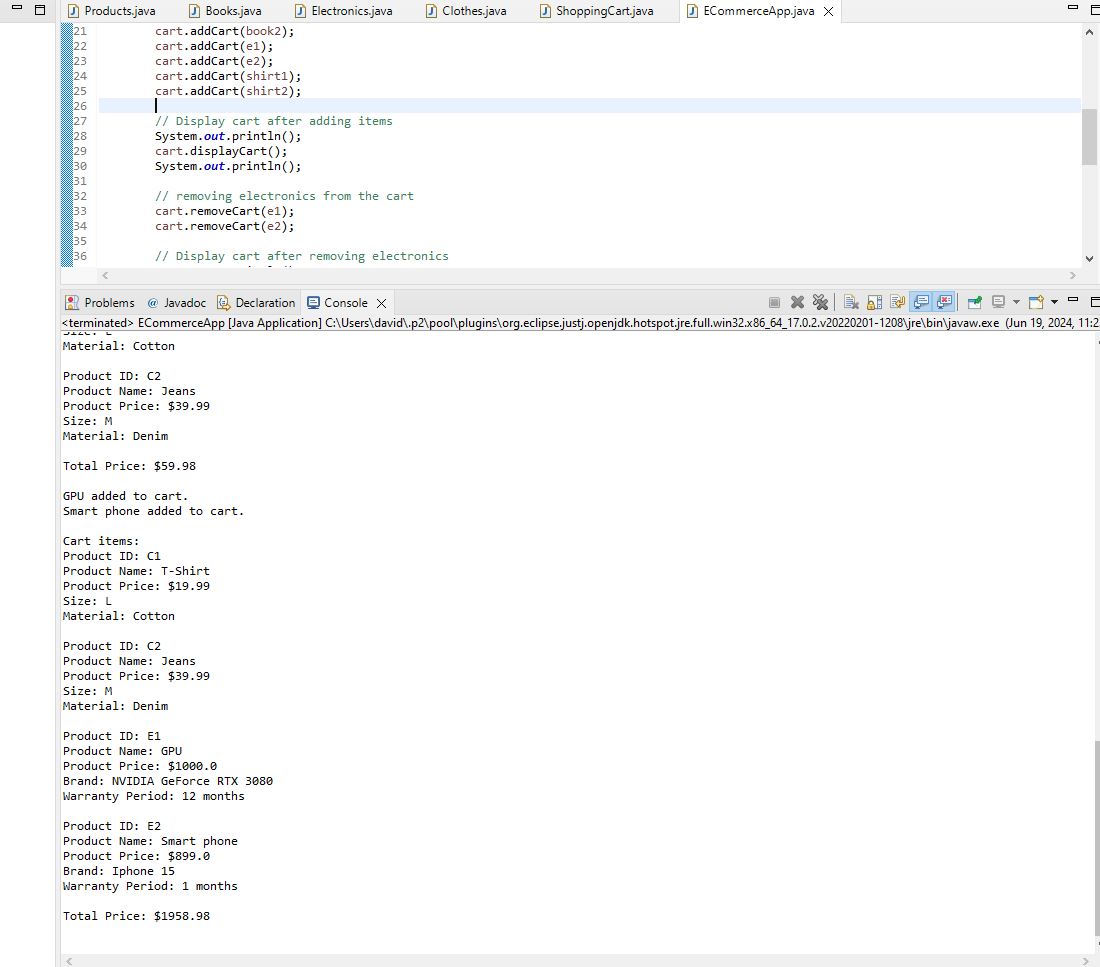 Products.java Books.java Electronics.java Clothes.java ShoppingCart.java ECommerceApp.java
21 cart.addCart(book2);
22 cart.addCart(e1);
23 cart.addCart(e2);
24 cart.addCart(shirt1);
25 cart.addCart(shirt2);
26
27 // Display cart after adding items
28 System.out.println();
29 cart.displayCart();
30 System.out.println();
31
32 // removing electronics from the cart
33 cart.removeCart(e1);
34 cart.removeCart(e2);
35
36 // Display cart after removing electronics
Problems @ Javadoc Declaration Console
<terminated> ECommerceApp [Java Application] C:\Users\david\.p2\pool\plugins\org.eclipse.justj.openjdk.hotspot.jre.full.win32.x86_64_17.0.2.v20220201-1208\jre\bin\javaw.exe (Jun 19, 2024, 11:2
Material: Cotton
Product ID: C2
Product Name: Jeans
Product Price: $39.99
Size: M
Material: Denim
Total Price: $59.98
GPU added to cart.
Smart phone added to cart.
Cart items:
Product ID: C1
Product Name: T-Shirt
Product Price: $19.99
Size: L
Material: Cotton
Product ID: C2
Product Name: Jeans
Product Price: $39.99
Size: M
Material: Denim
Product ID: E1
Product Name: GPU
Product Price: $1000.0
Brand: NVIDIA GeForce RTX 3080
Warranty Period: 12 months
Product ID: E2
Product Name: Smart phone
Product Price: $899.0
Brand: Iphone 15
Warranty Period: 1 months
Total Price: $1958.98